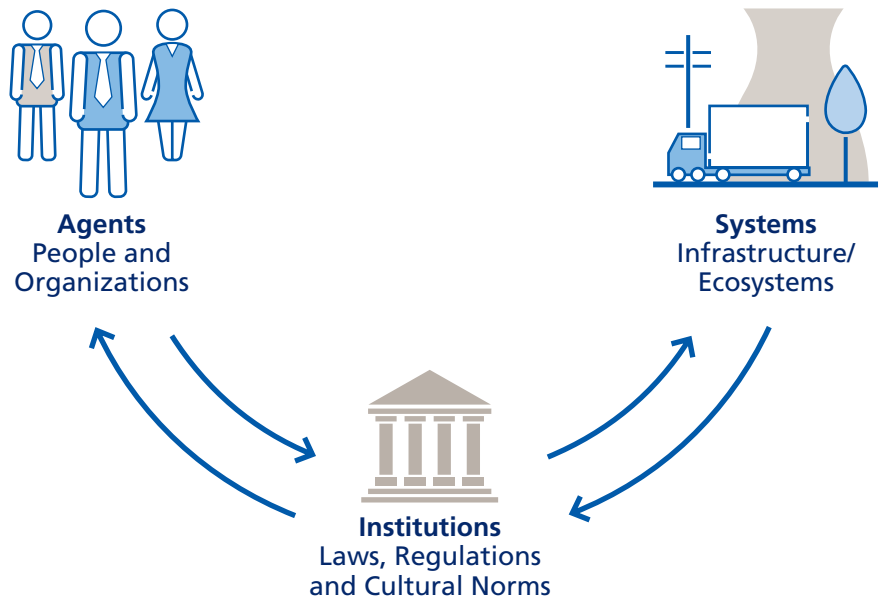 Agents
People and
Organizations
Systems
Infrastructure/
Ecosystems
Institutions
Laws, Regulations
and Cultural Norms